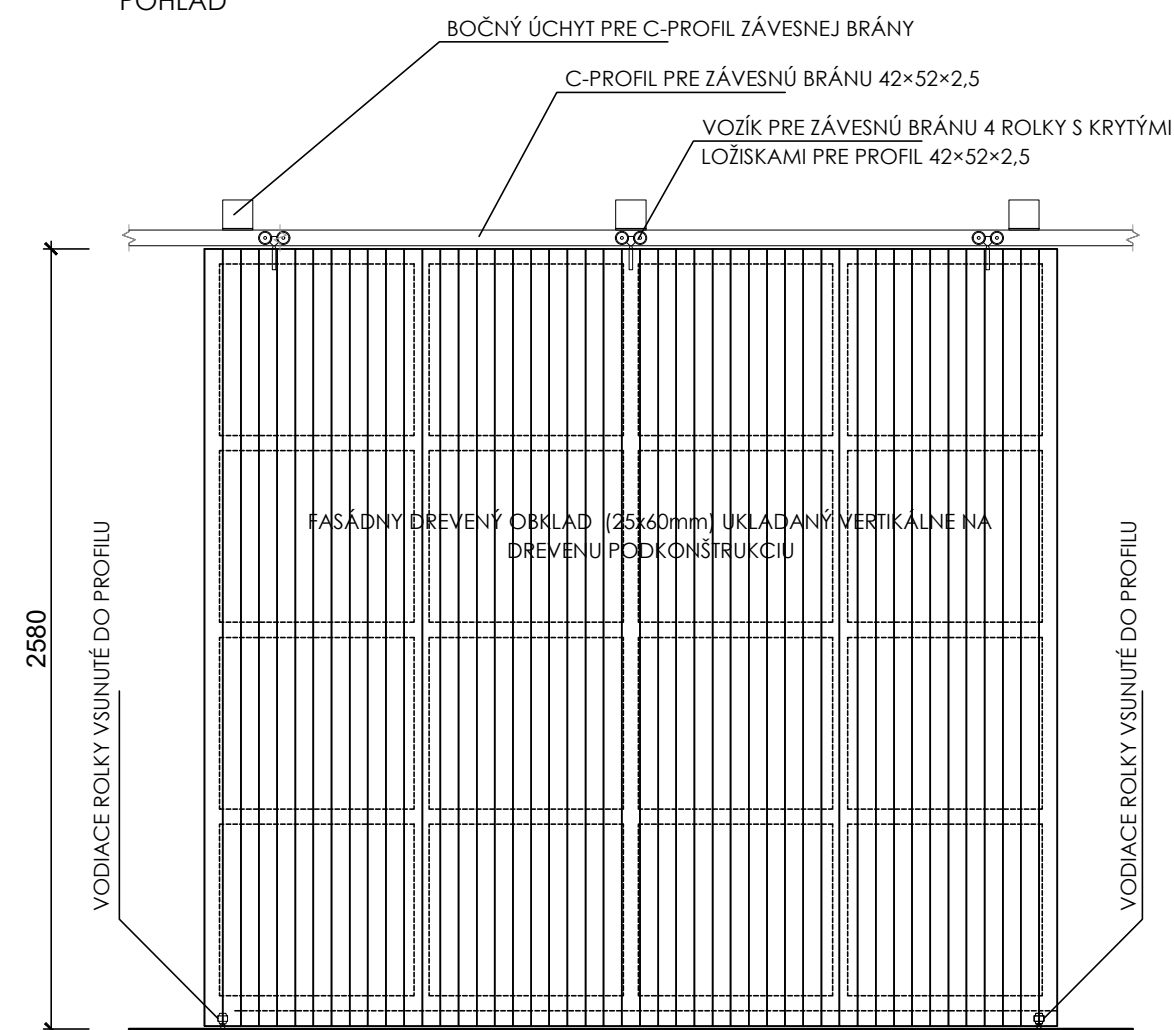 POHĽAD
BOČNÝ ÚCHYT PRE C-PROFIL ZÁVESNEJ BRÁNY
C-PROFIL PRE ZÁVESNÚ BRÁNU 42×52×2,5
VOZÍK PRE ZÁVESNÚ BRÁNU 4 ROLKY S KRYTÝMI
LOŽISKAMI PRE PROFIL 42×52×2,5
FASÁDNY DREVENÝ OBKLAD (25x60mm) UKLADANÝ VERTIKÁLNE NA
DREVENU PODKONŠTRUKCIU
2580
VODIACE ROLKY VSUNUTÉ DO PROFILU
VODIACE ROLKY VSUNUTÉ DO PROFILU